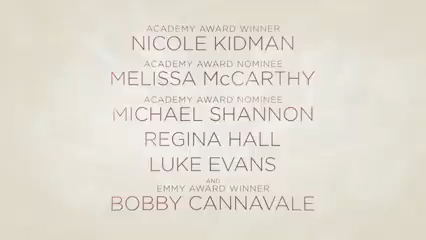 ACADEMY AWARD WINNER
NICOLE KIDMAN
ACADEMY AWARD NOMINEE
MELISSA McCARTHY
ACADEMY AWARD NOMINEE
MICHAEL SHANNON
REGINA HALL
LUKE EVANS
AND
EMMY AWARD WINNER
BOBBY CANNAVALE